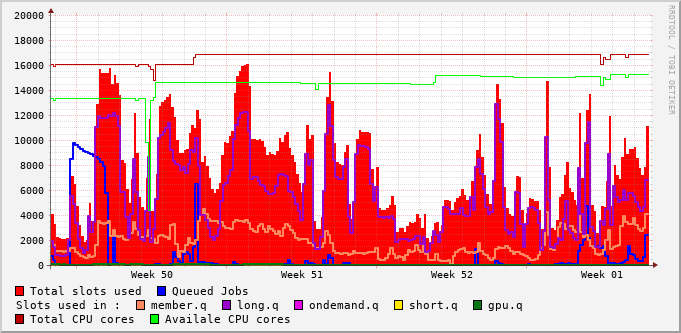 RRDTOOL / TOBI OETIKER
20000
18000
16000
14000
12000
10000
8000
6000
4000
2000
0
Week 50 Week 51 Week 52 Week 01
Total slots used Queued Jobs
Slots used in : member.q long.q ondemand.q short.q gpu.q
Total CPU cores Availale CPU cores